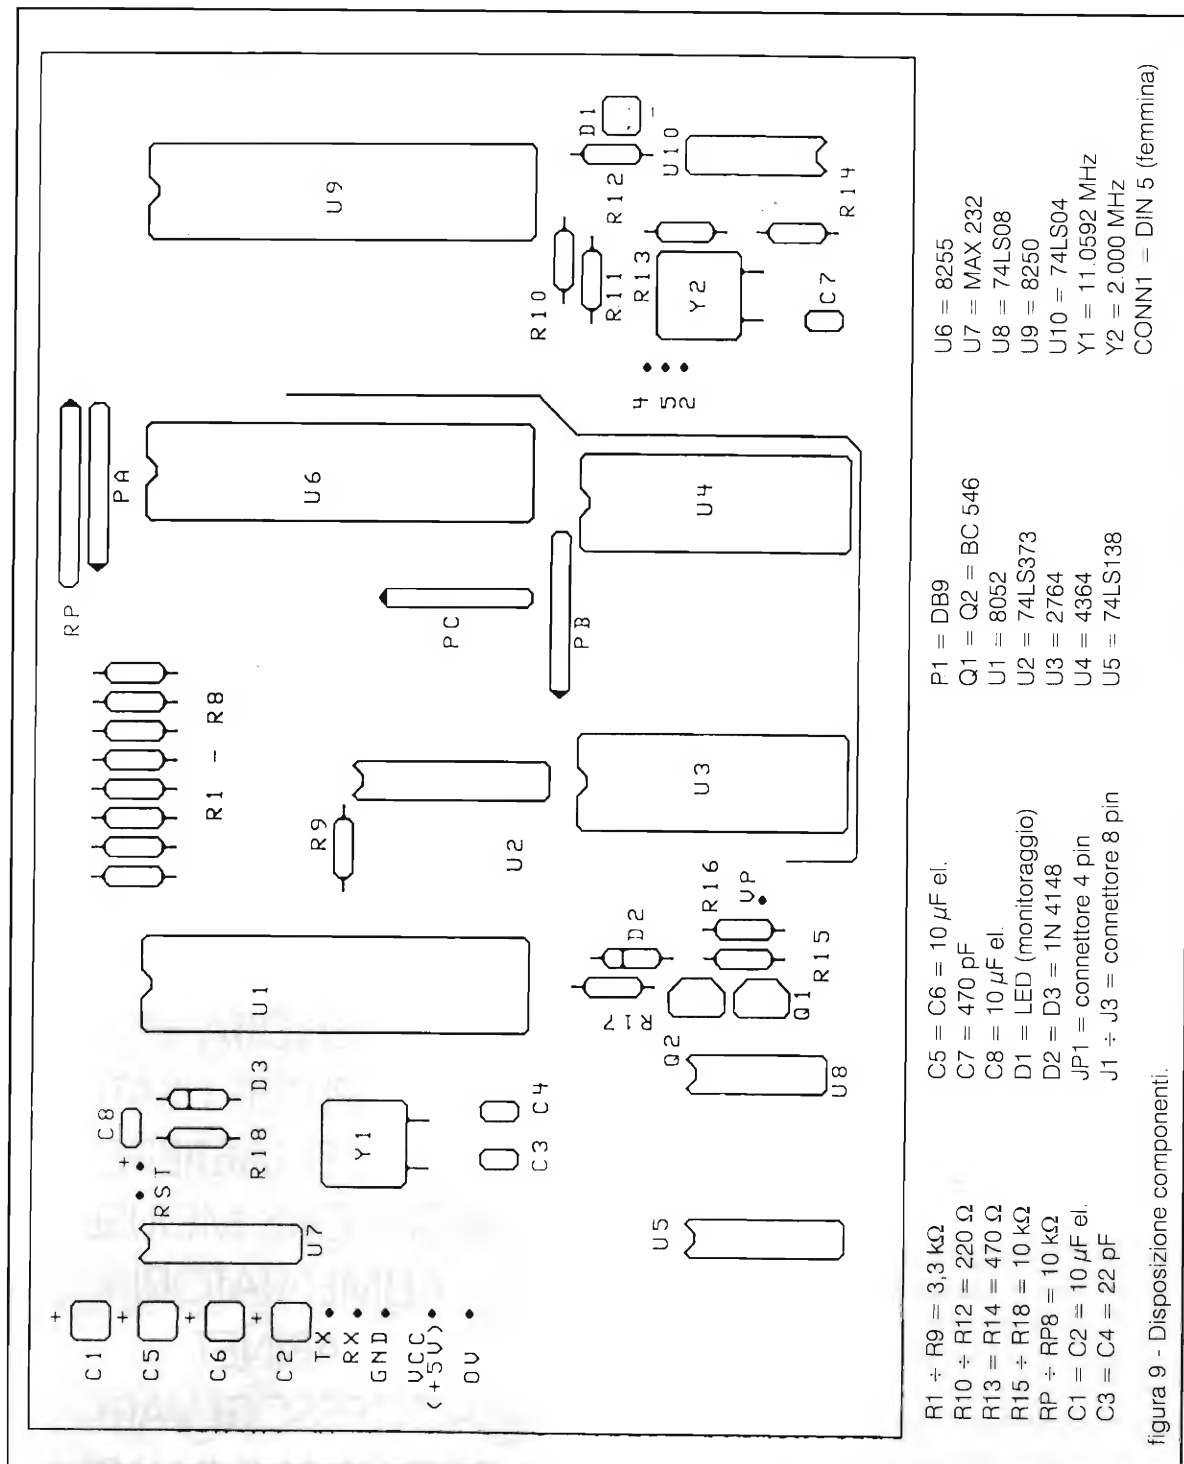 RP
PA
R1 - R8
R9
U9
U6
U1
U2
PC
PB
U4
U3
D1
U10
R12
R10
R11
R13
R14
Y2
C7
4
5
2
C8
+
RST
D3
R18
Y1
C4
C3
U7
U5
U8
Q2
Q1
R17
D2
R16
VP
R15
+
C1
+
C5
+
C6
+
C2
TX
RX
GND
VCC
(+5V)
0V
R1 ÷ R9 = 3,3 kΩ
R10 ÷ R12 = 220 Ω
R13 = R14 = 470 Ω
R15 ÷ R18 = 10 kΩ
RP ÷ RP8 = 10 kΩ
C1 = C2 = 10 µF el.
C3 = C4 = 22 pF
C5 = C6 = 10 µF el.
C7 = 470 pF
C8 = 10 µF el.
D1 = LED (monitoraggio)
D2 = D3 = 1N 4148
JP1 = connettore 4 pin
J1 ÷ J3 = connettore 8 pin
P1 = DB9
Q1 = Q2 = BC 546
U1 = 8052
U2 = 74LS373
U3 = 2764
U4 = 4364
U5 = 74LS138
U6 = 8255
U7 = MAX 232
U8 = 74LS08
U9 = 8250
U10 = 74LS04
Y1 = 11.0592 MHz
Y2 = 2.000 MHz
CONN1 = DIN 5 (femmina)
figura 9 - Disposizione componenti.